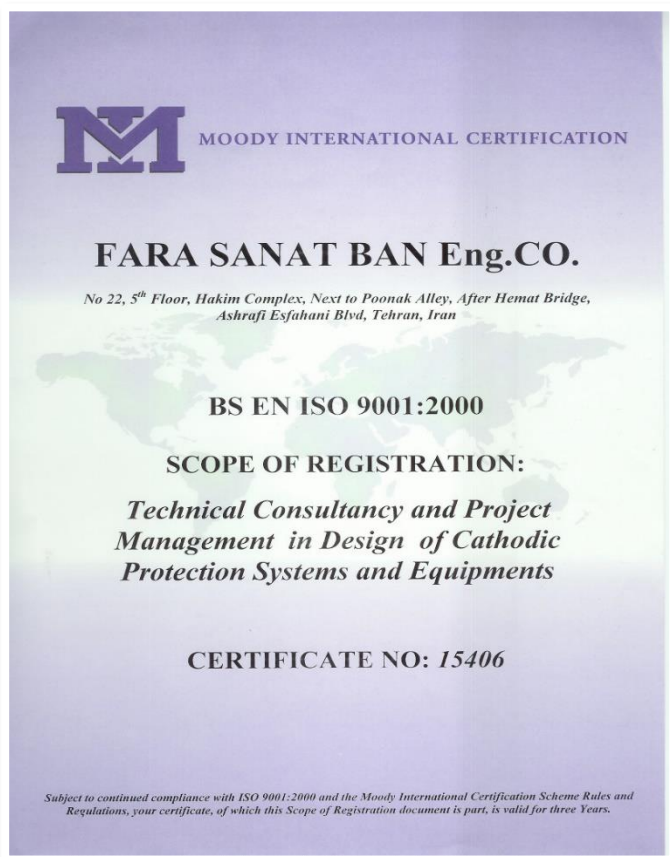 MOODY INTERNATIONAL CERTIFICATION
FARA SANAT BAN Eng.CO.
No 22, 5th Floor, Hakim Complex, Next to Poonak Alley, After Hemat Bridge,
Ashrafi Esfahani Blvd, Tehran, Iran
BS EN ISO 9001:2000
SCOPE OF REGISTRATION:
Technical Consultancy and Project
Management in Design of Cathodic
Protection Systems and Equipments
CERTIFICATE NO: 15406
Subject to continued compliance with ISO 9001:2000 and the Moody International Certification Scheme Rules and
Regulations, your certificate, of which this Scope of Registration document is part, is valid for three Years.